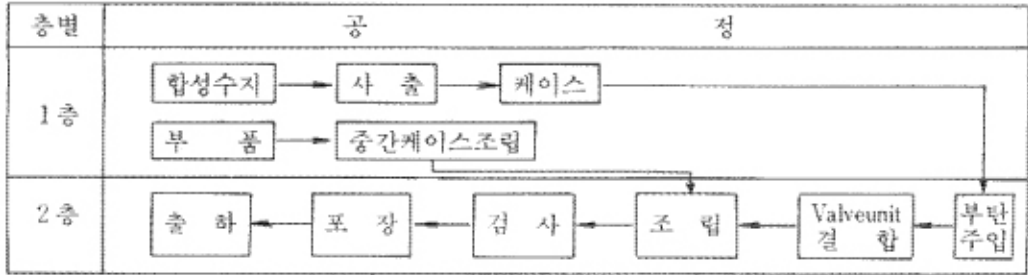 층별 공 정
1층
합성수지 사 출 케이스
부 품 중간케이스조립
2층
출 하 포 장 검 사 조 립 Valveunit 결 합 부탄 주입